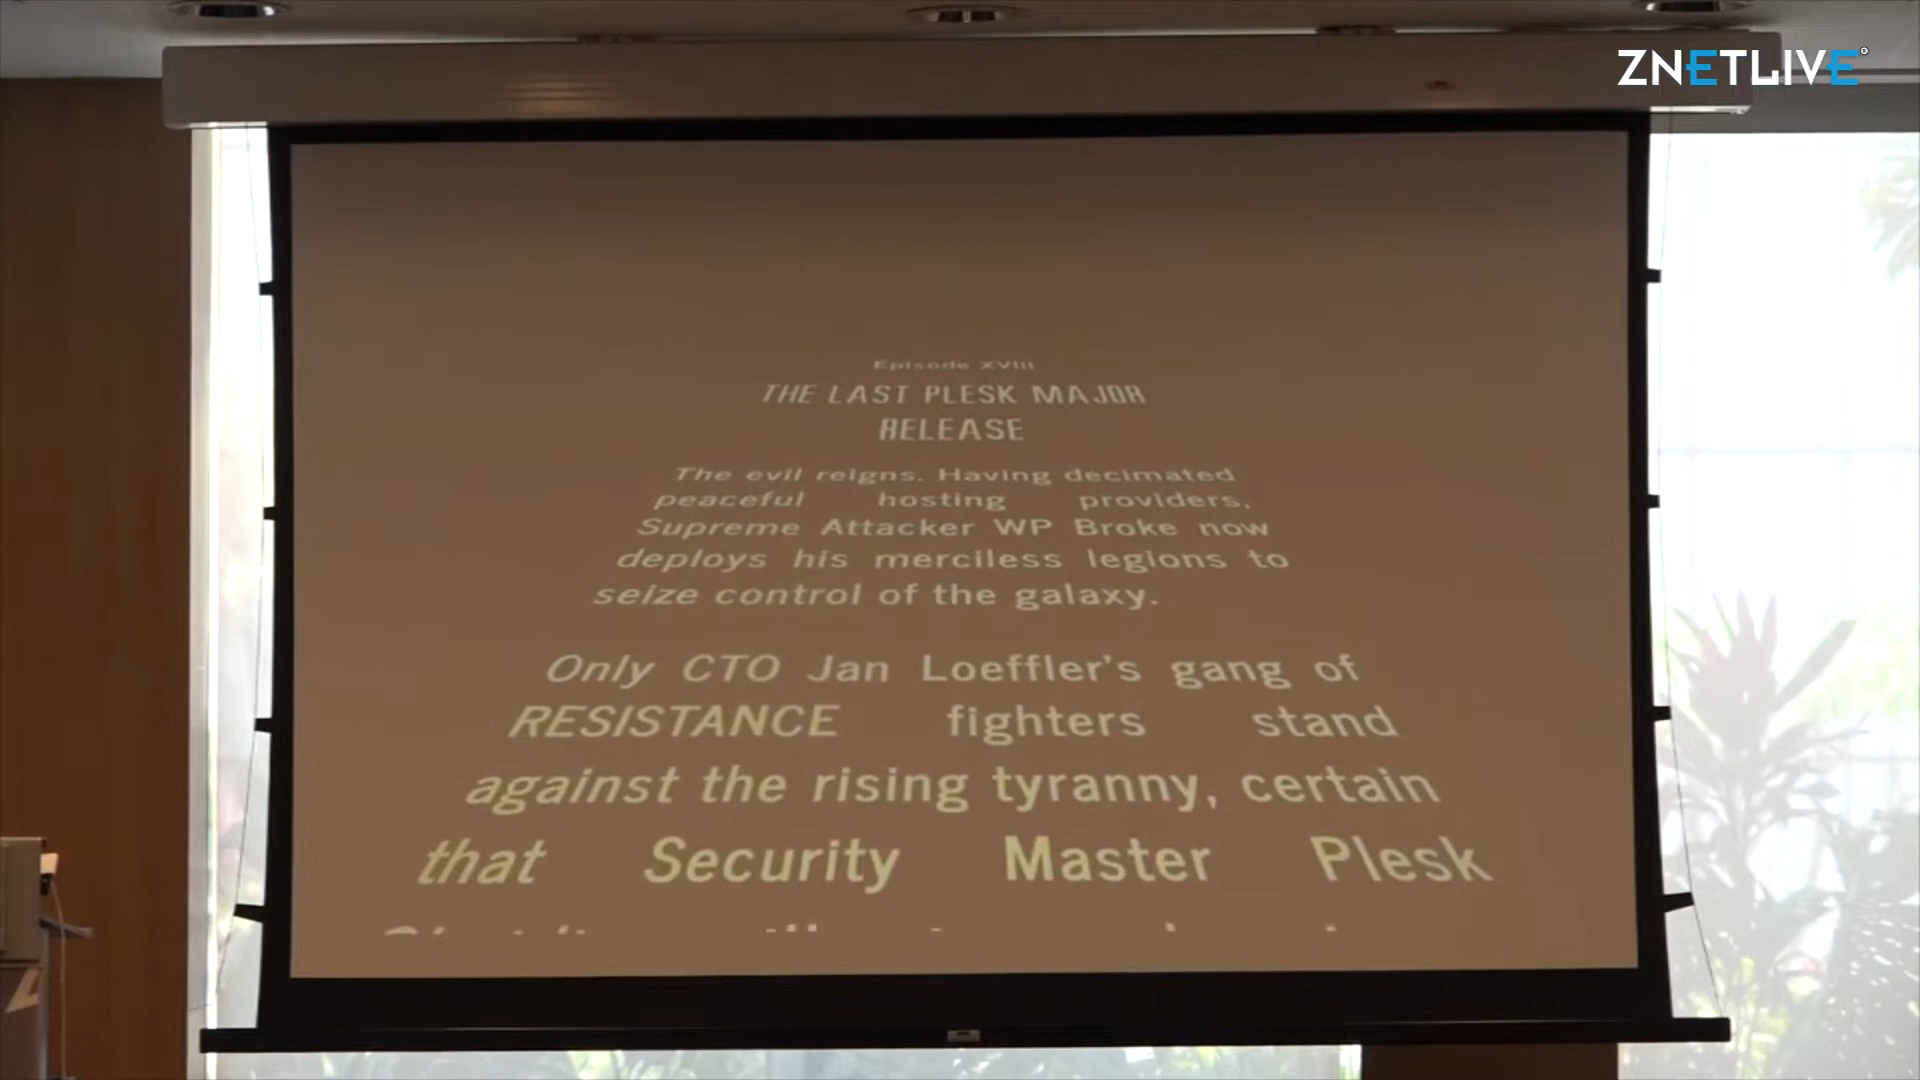 ZNETLIVE
Episode XVIII
THE LAST PLESK MAJOR
RELEASE
The evil reigns. Having decimated
peaceful hosting providers,
Supreme Attacker WP Broke now
deploys his merciless legions to
seize control of the galaxy.
Only CTO Jan Loeffler's gang of
RESISTANCE fighters stand
against the rising tyranny, certain
that Security Master Plesk